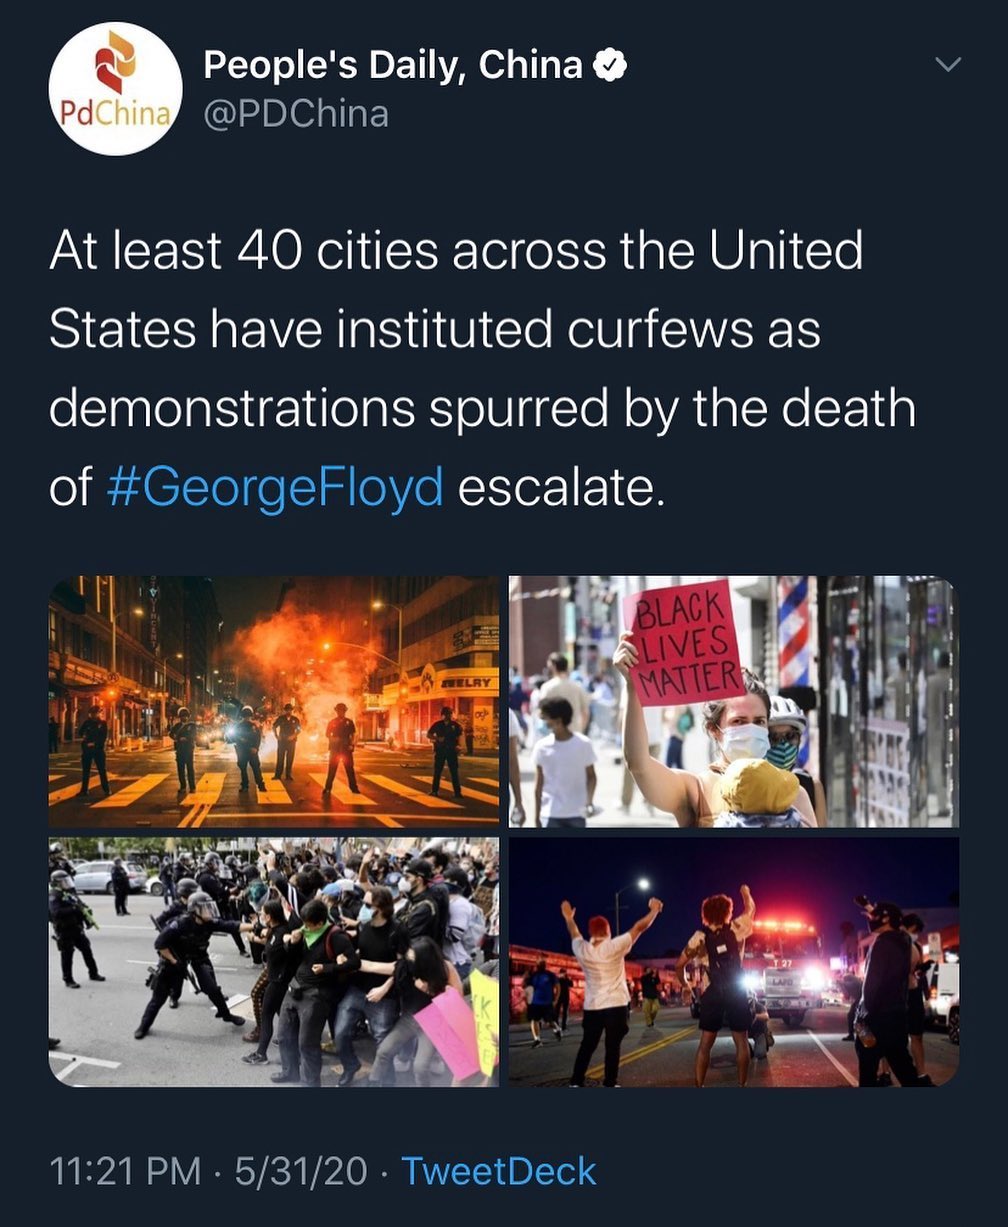 People's Daily, China
PdChina
@PDChina
At least 40 cities across the United
States have instituted curfews as
demonstrations spurred by the death
of #GeorgeFloyd escalate.
BLACK
LIVES
MATTER
T 27
LAFD
11:21 PM · 5/31/20 · TweetDeck